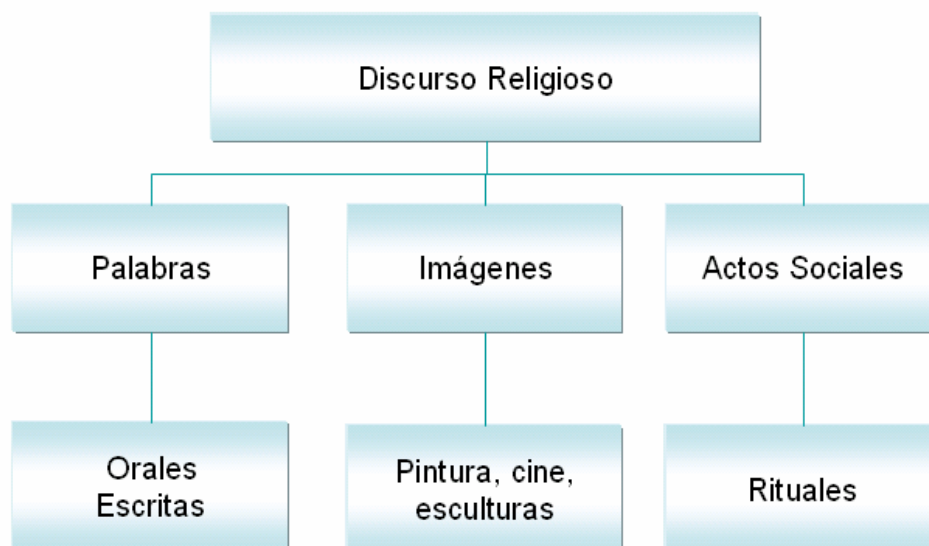 Discurso Religioso
Palabras
Imágenes
Actos Sociales
Orales
Escritas
Pintura, cine,
esculturas
Rituales